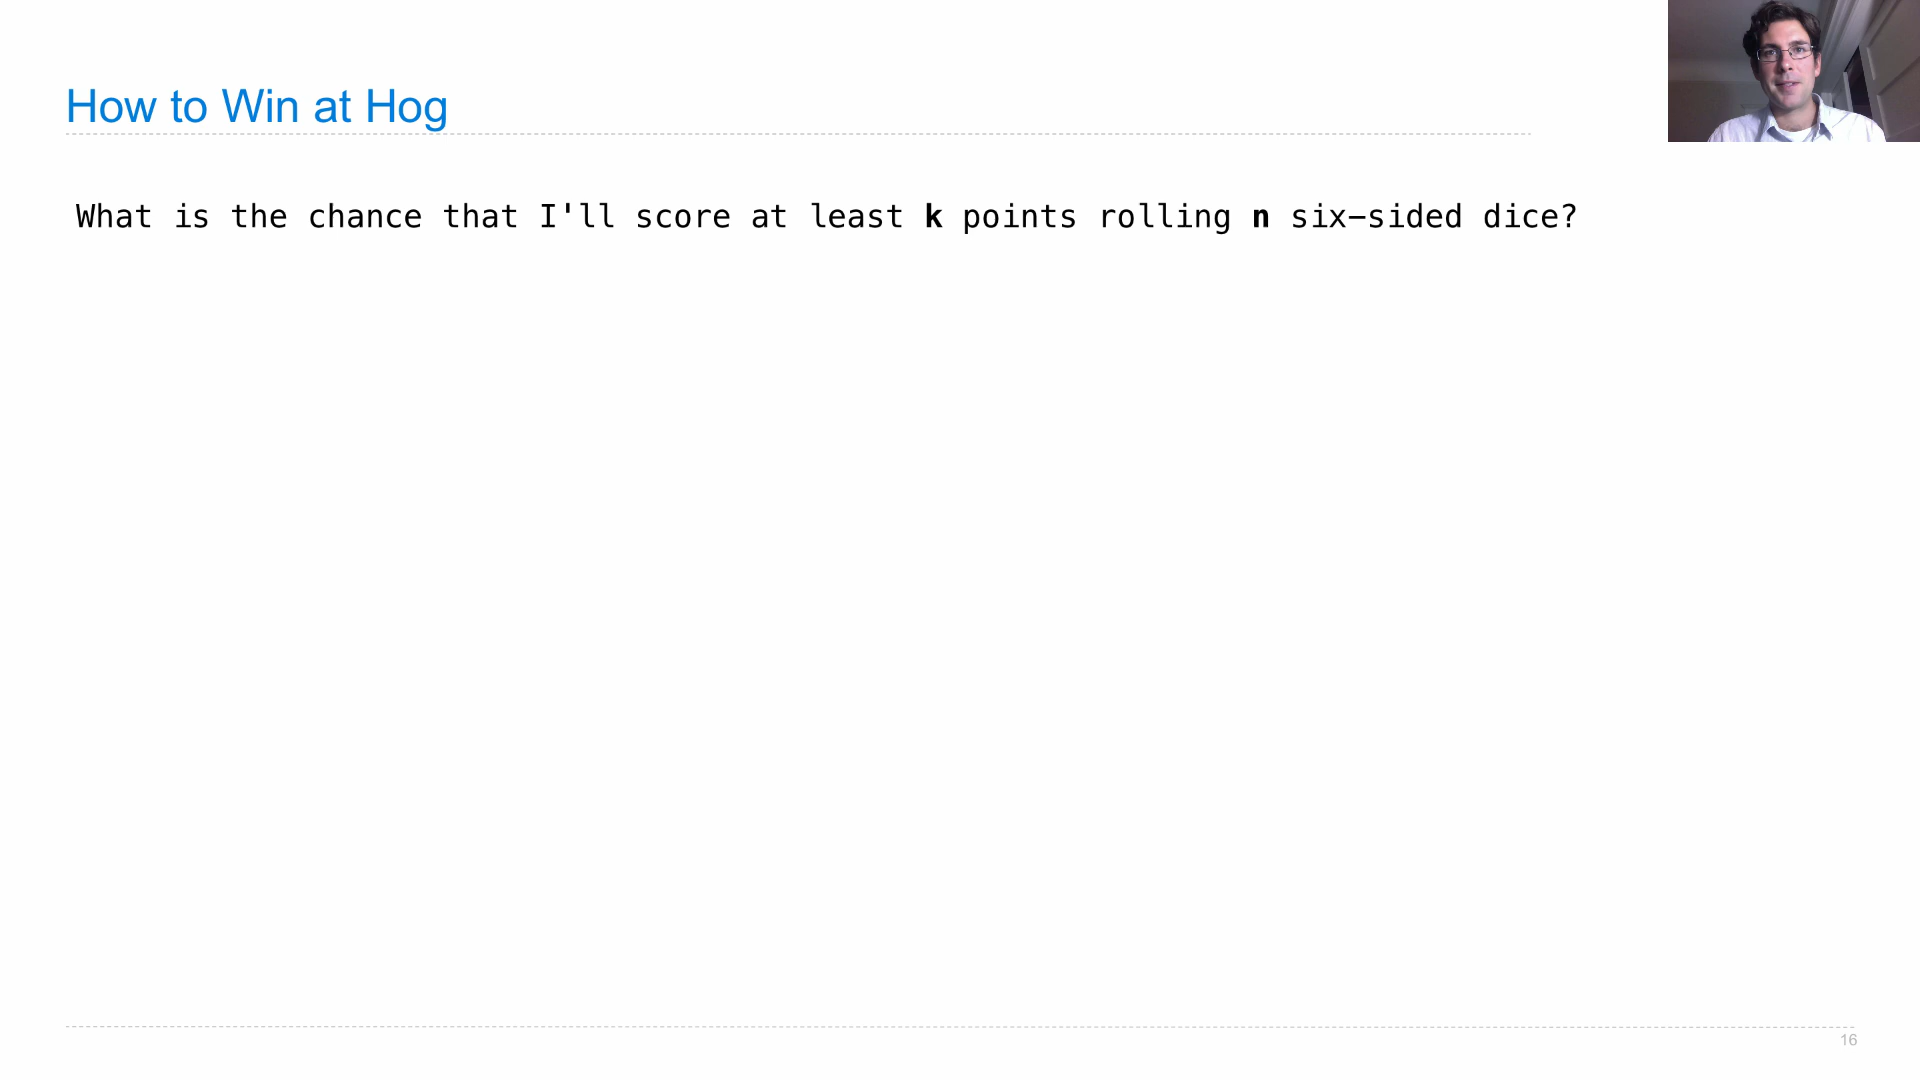 How to Win at Hog
What is the chance that I'll score at least k points rolling n six-sided dice?
16